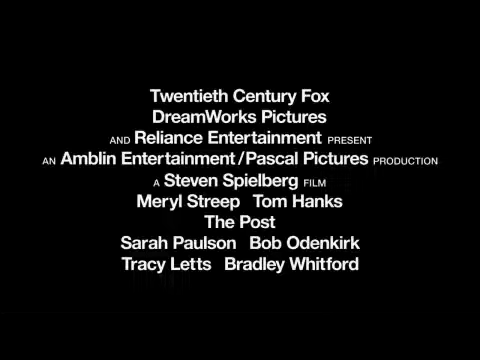 Twentieth Century Fox
DreamWorks Pictures
AND Reliance Entertainment PRESENT
AN Amblin Entertainment/Pascal Pictures PRODUCTION
A Steven Spielberg FILM
Meryl Streep Tom Hanks
The Post
Sarah Paulson Bob Odenkirk
Tracy Letts Bradley Whitford